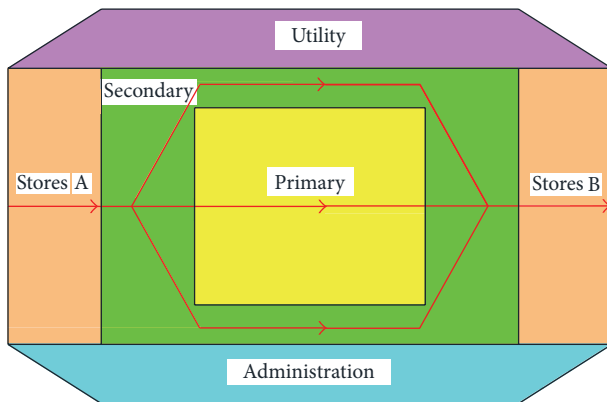 Utility
Secondary
Stores A
Primary
Stores B
Administration